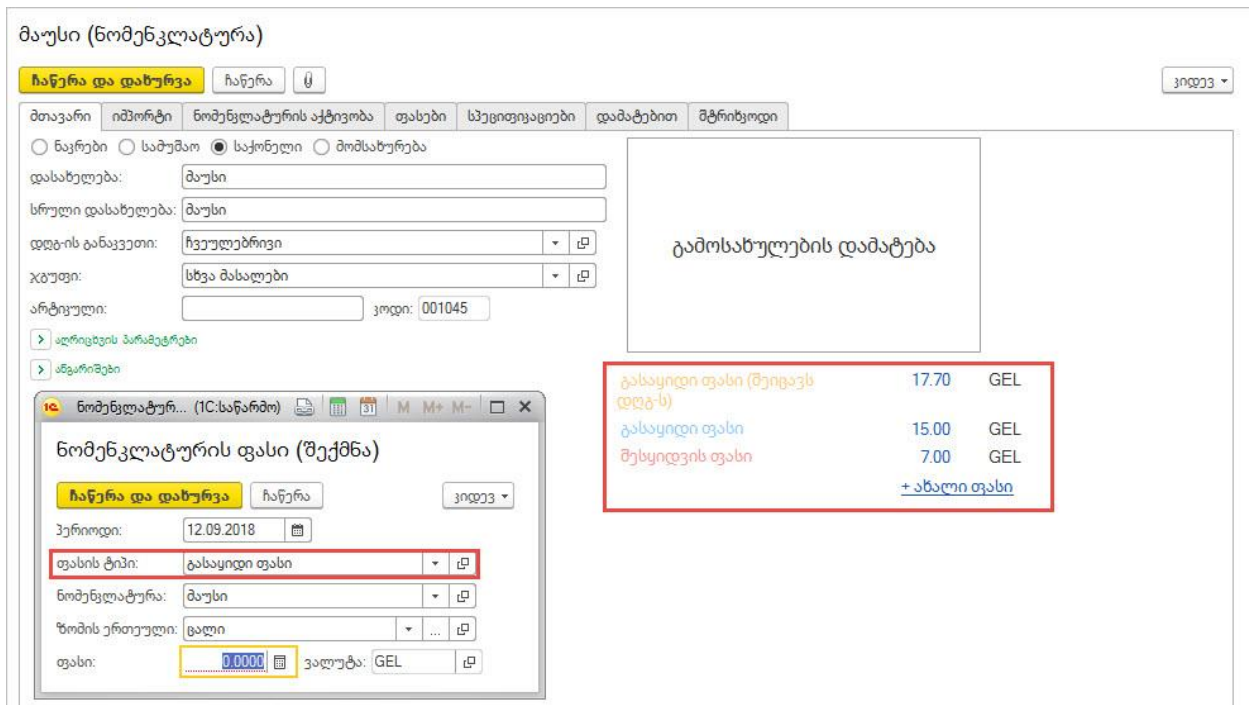 მაუსი (ნომენკლატურა)
ჩაწერა და დახურვა ჩაწერა კიდევ
მთავარი იმპორტი ნომენკლატურის აქტივობა ფასები სპეციფიკაციები დამატებით შტრიხკოდი
ნაკრები სამუშაო საქონელი მომსახურება
დასახელება: მაუსი
სრული დასახელება: მაუსი
დღგ-ის განაკვეთი: ჩვეულებრივი
ჯგუფი: სხვა მასალები
არტიკული: კოდი: 001045
აღრიცხვის პარამეტრები
ანგარიშები
გამოსახულების დამატება
გასაყიდი ფასი (შეიცავს დღგ-ს) 17.70 GEL
გასაყიდი ფასი 15.00 GEL
შესყიდვის ფასი 7.00 GEL
+ ახალი ფასი
1С ნომენკლატურ... (1C:საწარმო) 31 M M+ M-
ნომენკლატურის ფასი (შექმნა)
ჩაწერა და დახურვა ჩაწერა კიდევ
პერიოდი: 12.09.2018
ფასის ტიპი: გასაყიდი ფასი
ნომენკლატურა: მაუსი
ზომის ერთეული: ცალი ...
ფასი: 0.0000 ვალუტა: GEL